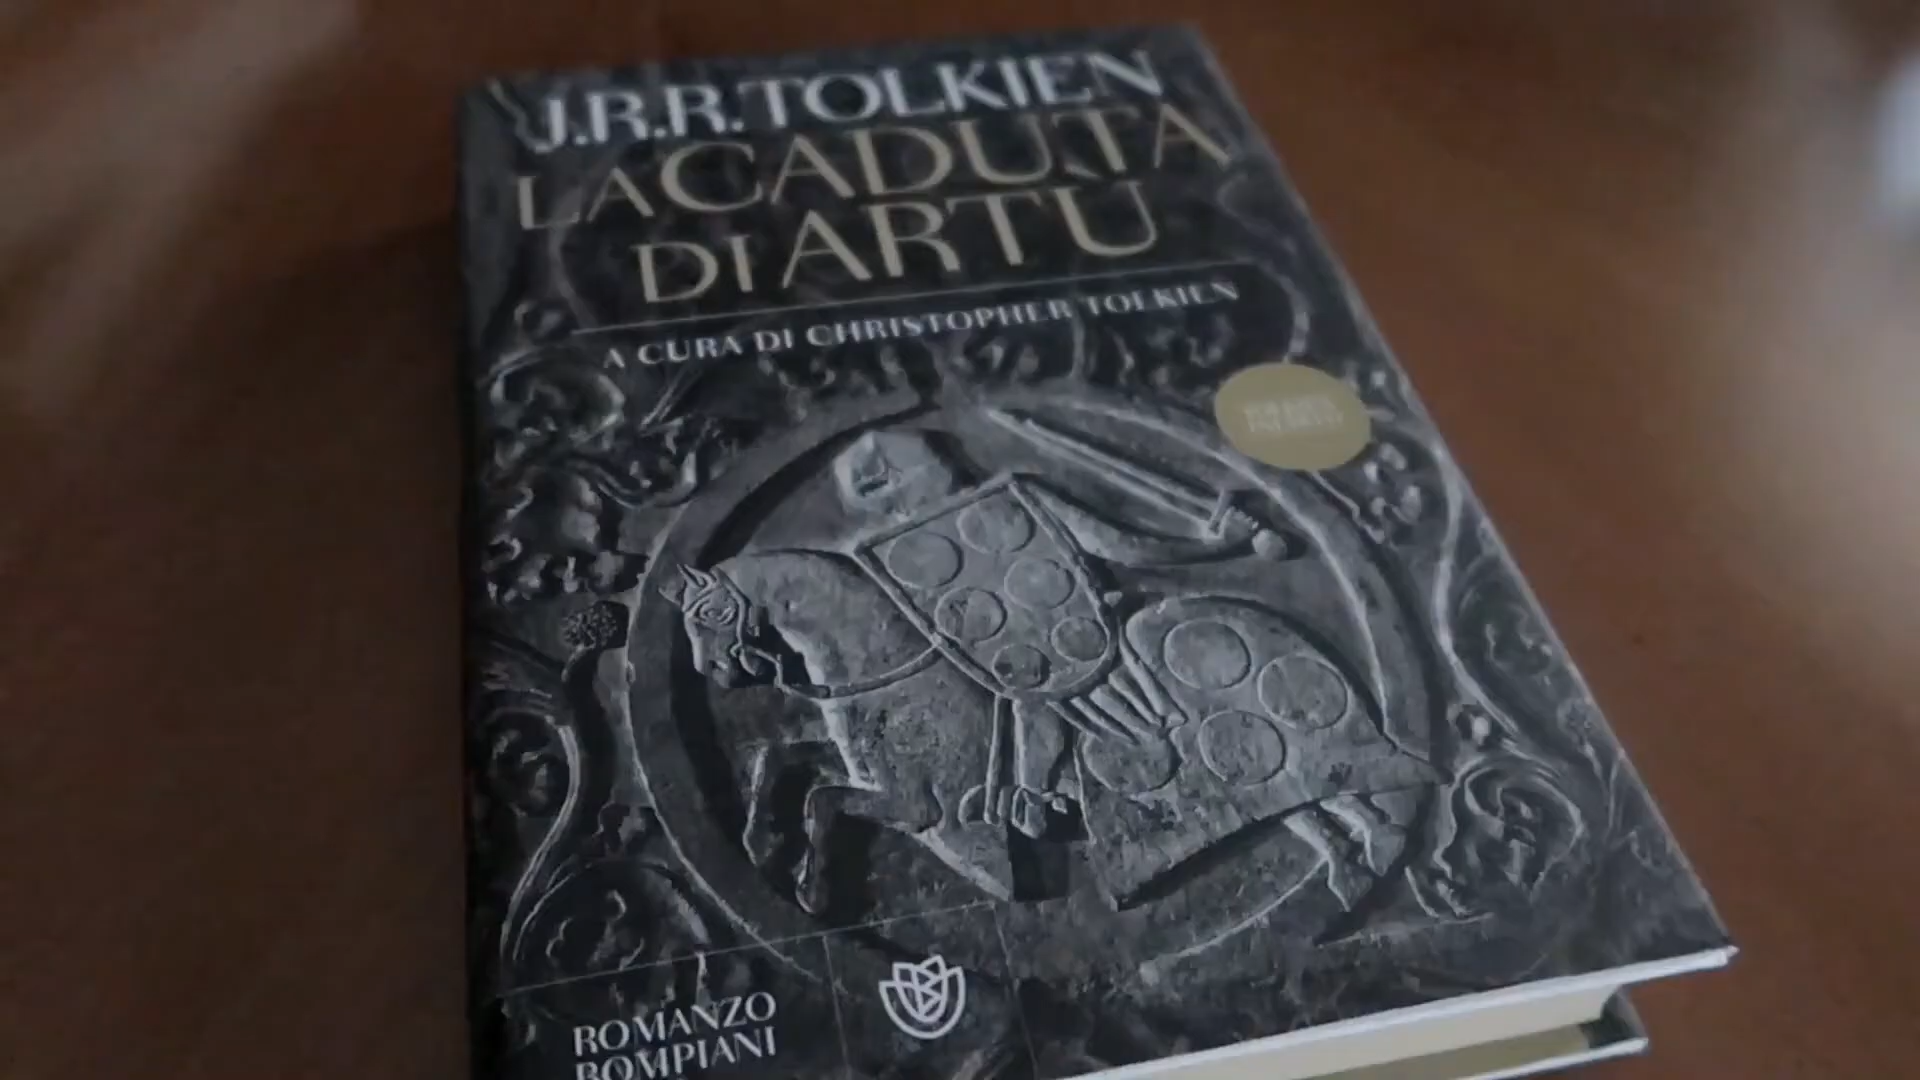 J.R.R.TOLKIEN
LA CADUTA
DI ARTÙ
A CURA DI CHRISTOPHER TOLKIEN
ROMANZO
BOMPIANI